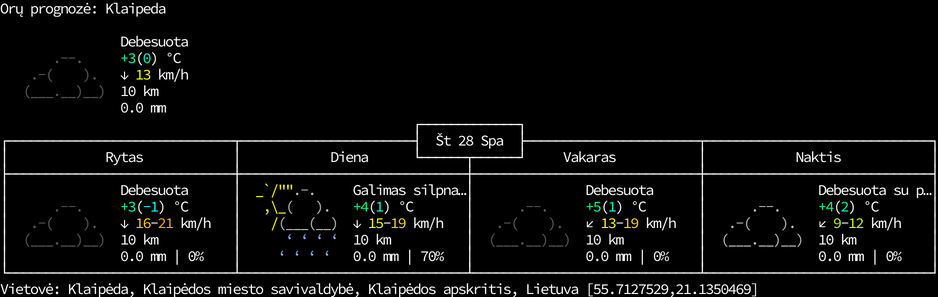 Orų prognozė: Klaipeda
Debesuota
+3(0) °C
↓ 13 km/h
10 km
0.0 mm
Št 28 Spa
Rytas Diena Vakaras Naktis
Debesuota Galimas silpna… Debesuota Debesuota su p…
+3(-1) °C +4(1) °C +5(1) °C +4(2) °C
↓ 16-21 km/h ↓ 15-19 km/h ↙ 13-19 km/h ↙ 9-12 km/h
10 km 10 km 10 km 10 km
0.0 mm | 0% 0.0 mm | 70% 0.0 mm | 0% 0.0 mm | 0%
Vietovė: Klaipėda, Klaipėdos miesto savivaldybė, Klaipėdos apskritis, Lietuva [55.7127529,21.1350469]